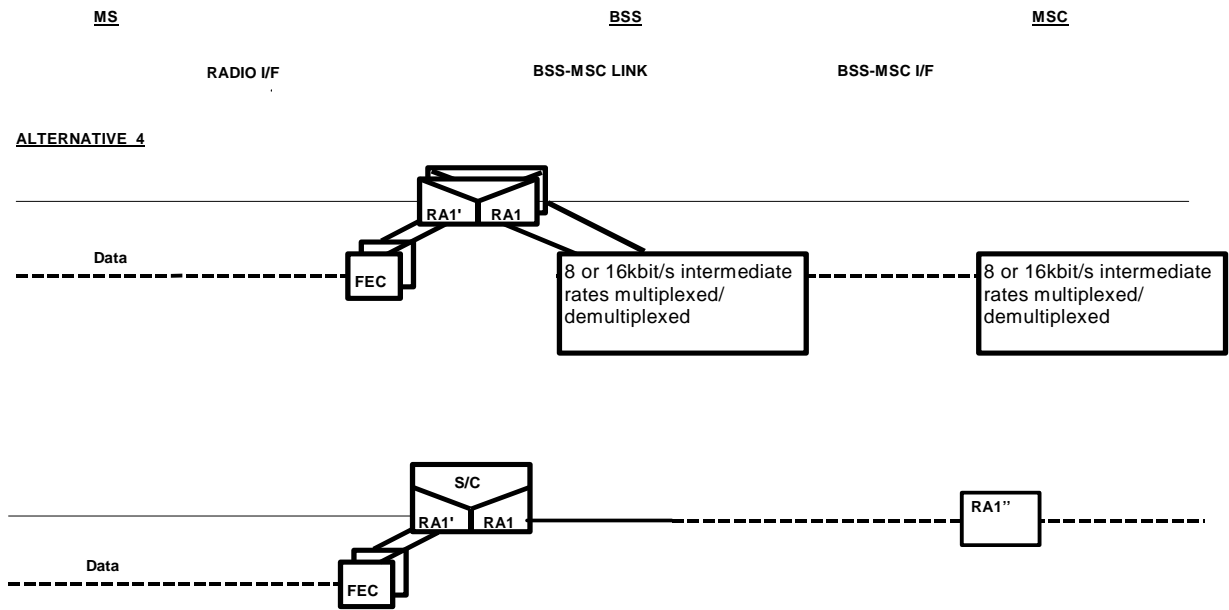 MS BSS MSC
RADIO I/F BSS-MSC LINK BSS-MSC I/F
ALTERNATIVE 4
RA1' RA1
Data
FEC
8 or 16kbit/s intermediate
rates multiplexed/
demultiplexed
8 or 16kbit/s intermediate
rates multiplexed/
demultiplexed
S/C
RA1' RA1
RA1’’
Data
FEC